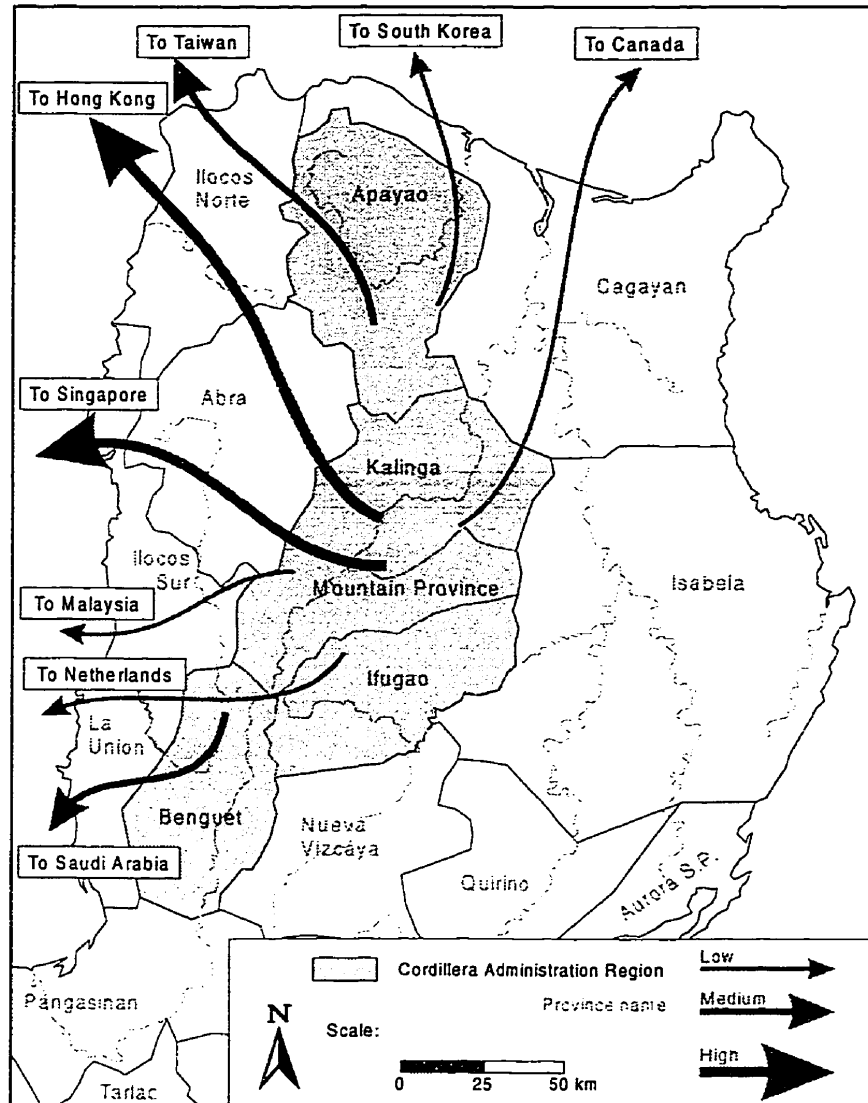 To Taiwan
To South Korea
To Canada
To Hong Kong
Ilocos
Norte
Apayao
Cagayan
To Singapore
Abra
Kalinga
Ilocos
Sur
Mountain Province
Isabela
To Malaysia
To Netherlands
Ifugao
La
Union
Benguet
Nueva
Vizcaya
To Saudi Arabia
Quirino
Aurora S.P.
Pangasinan
Tarlac
Cordillera Administration Region
Province name
N
Scale:
0 25 50 km
Low
Medium
High